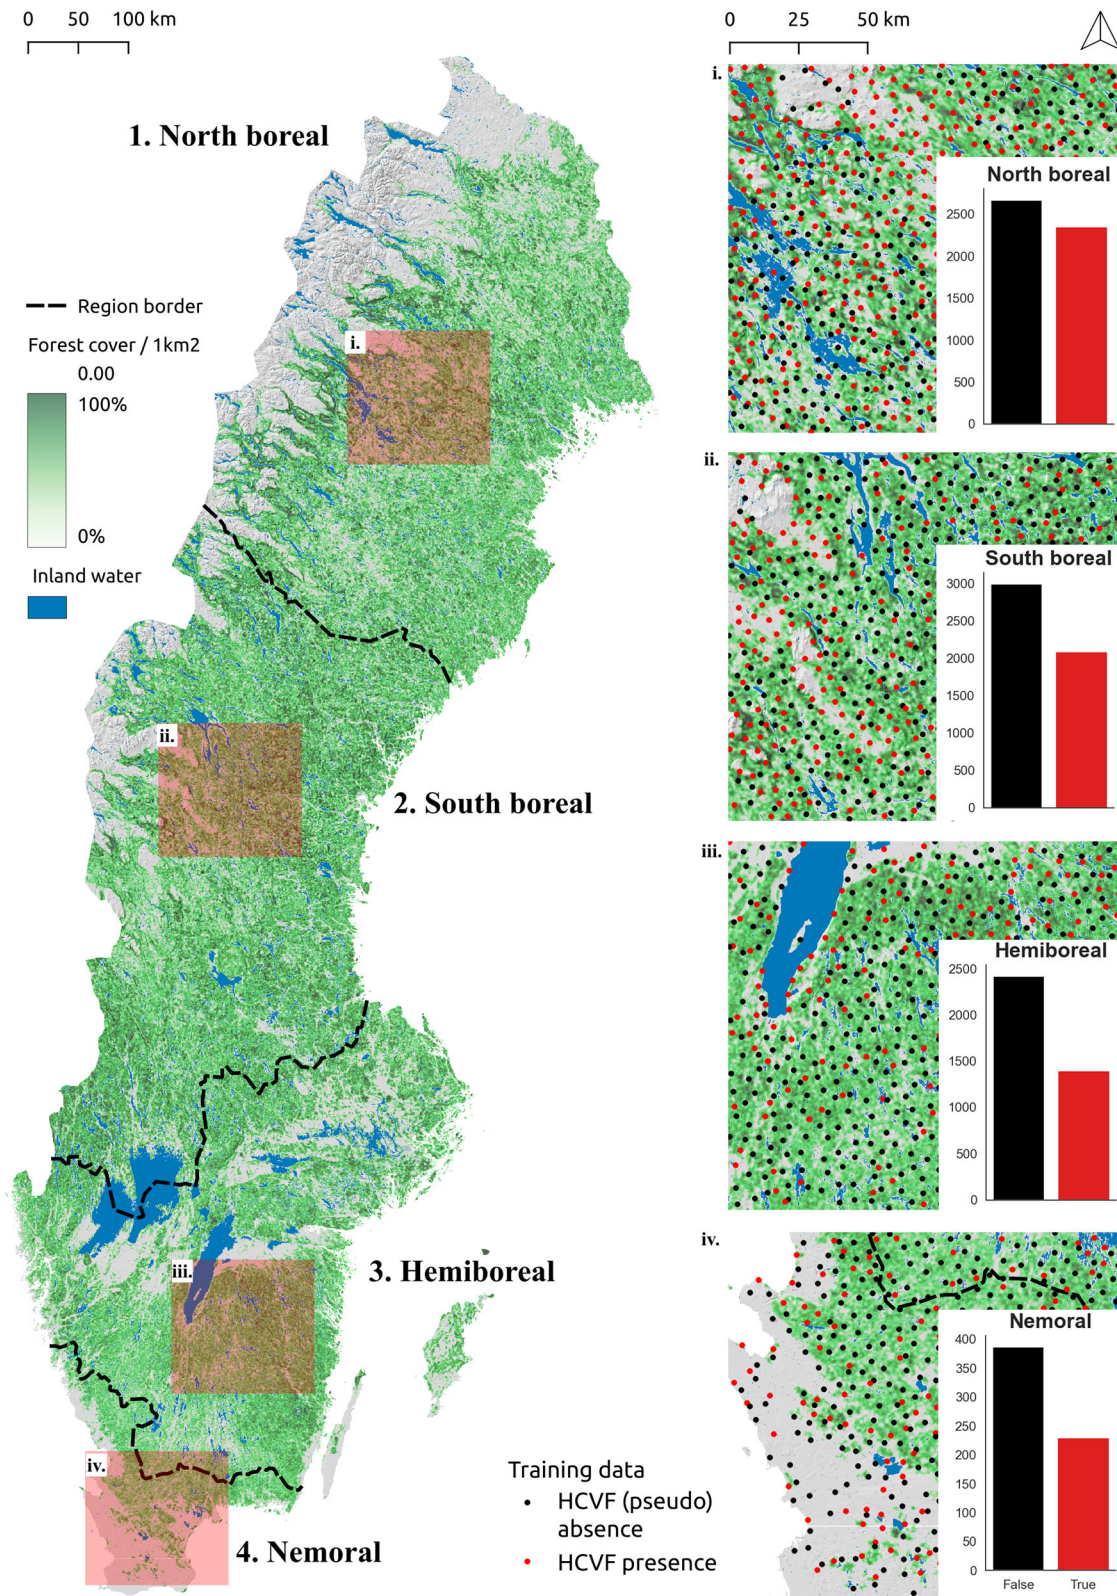 0 50 100 km
1. North boreal
Region border
Forest cover / 1km2
0.00
100%
0%
Inland water
i.
ii.
2. South boreal
iii.
3. Hemiboreal
iv.
4. Nemoral
Training data
HCVF (pseudo)
absence
HCVF presence
0 25 50 km
i.
North boreal
2500
2000
1500
1000
500
0
ii.
South boreal
3000
2500
2000
1500
1000
500
0
iii.
Hemiboreal
2500
2000
1500
1000
500
0
iv.
Nemoral
400
350
300
250
200
150
100
50
0
False True